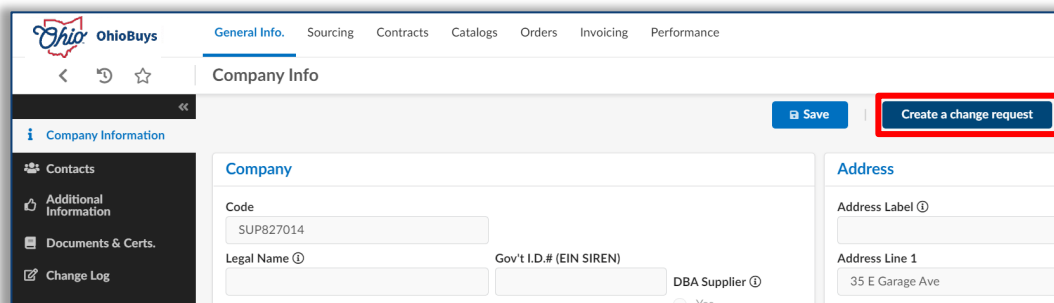 Ohio OhioBuys
General Info. Sourcing Contracts Catalogs Orders Invoicing Performance
Company Info
Save Create a change request
Company Information
Contacts
Additional
Information
Documents & Certs.
Change Log
Company
Code
SUP827014
Legal Name Gov't I.D.# (EIN SIREN)
DBA Supplier
Address
Address Label
Address Line 1
35 E Garage Ave